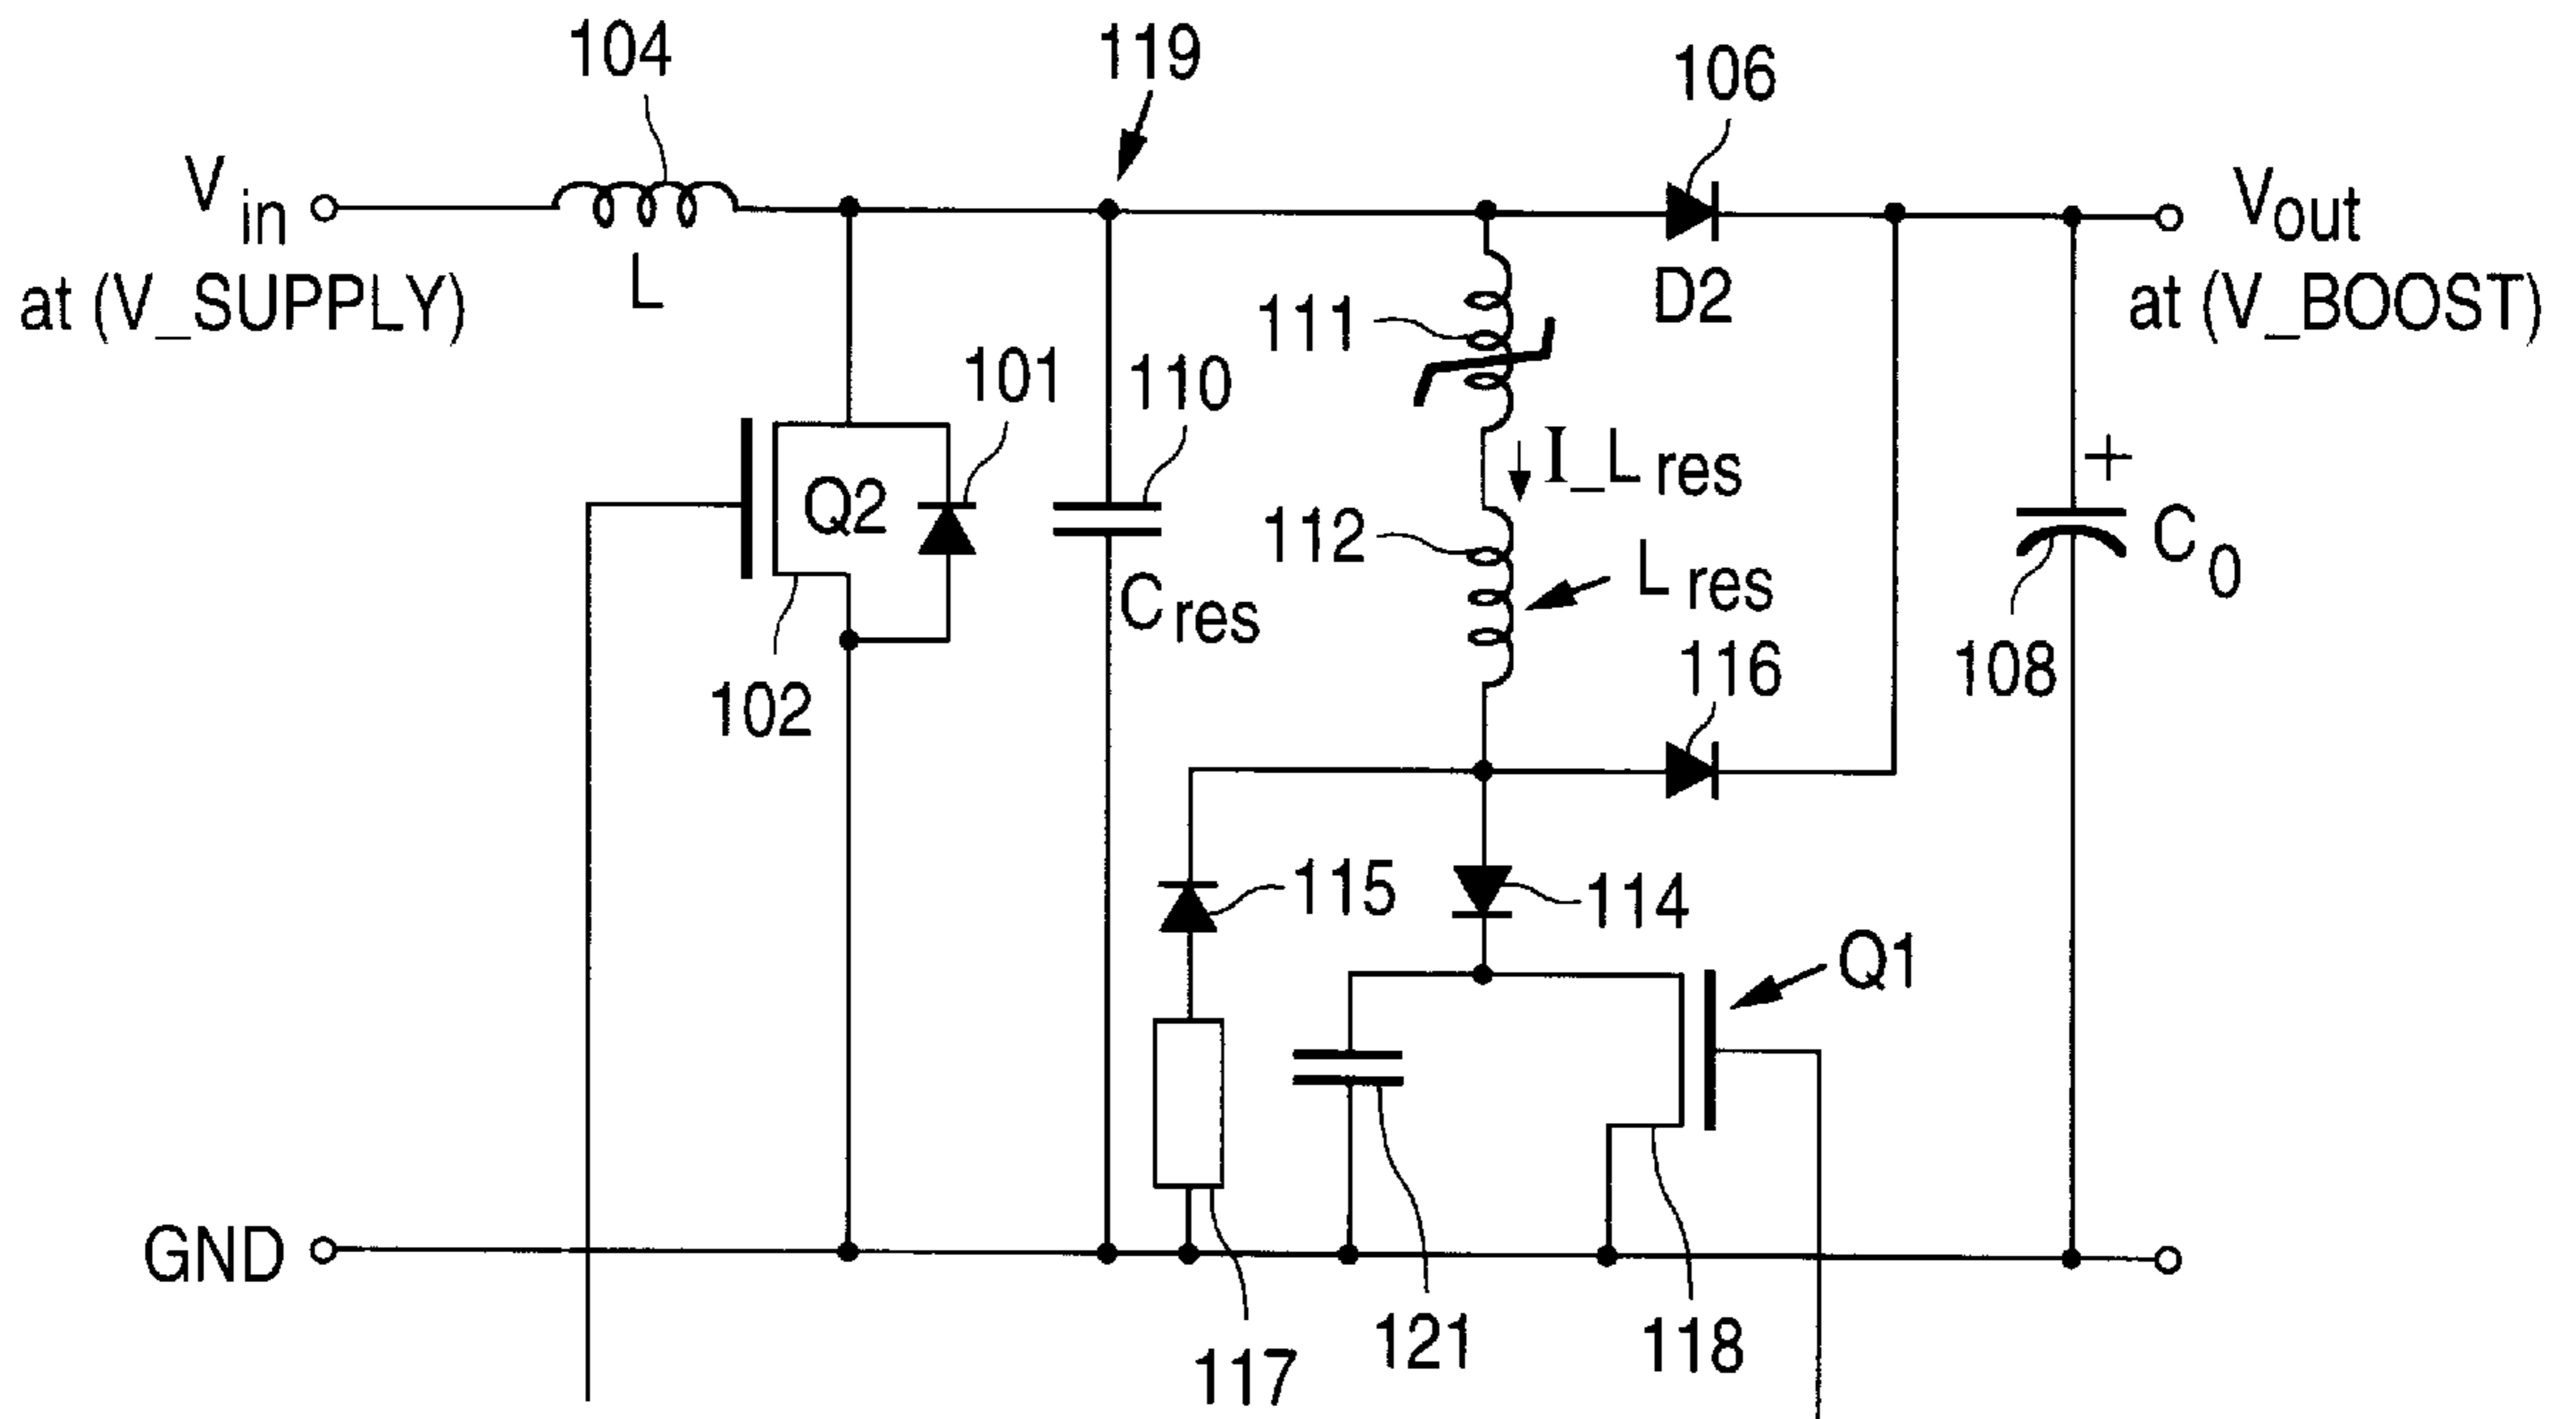 104
119
106
V in
at (V_SUPPLY)
L
D2
V out
at (V_BOOST)
111
101
110
I_L res
Q2
112
C res
L res
+
C 0
102
116
108
115
114
Q1
GND
117
121
118